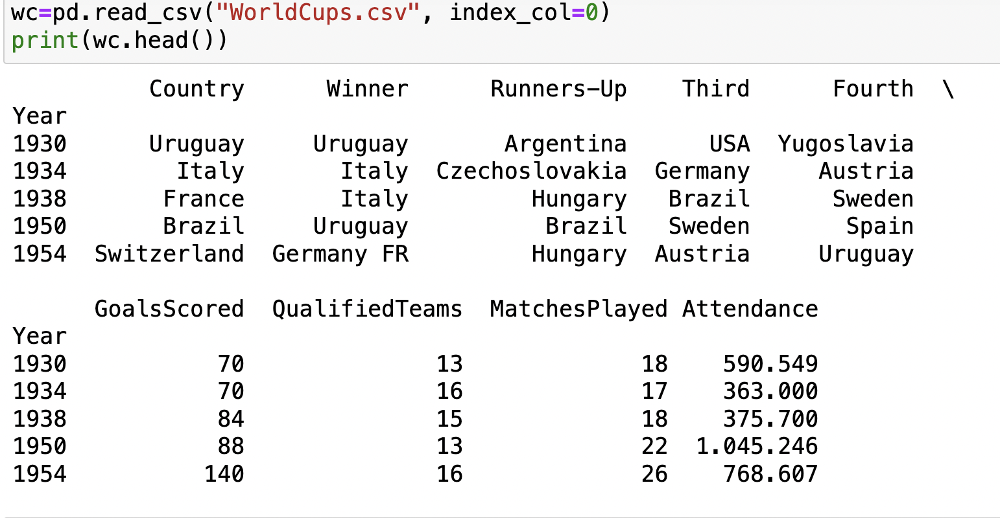 wc=pd.read_csv("WorldCups.csv", index_col=0)
print(wc.head())
Country Winner Runners-Up Third Fourth \
Year
1930 Uruguay Uruguay Argentina USA Yugoslavia
1934 Italy Italy Czechoslovakia Germany Austria
1938 France Italy Hungary Brazil Sweden
1950 Brazil Uruguay Brazil Sweden Spain
1954 Switzerland Germany FR Hungary Austria Uruguay
GoalsScored QualifiedTeams MatchesPlayed Attendance
Year
1930 70 13 18 590.549
1934 70 16 17 363.000
1938 84 15 18 375.700
1950 88 13 22 1.045.246
1954 140 16 26 768.607